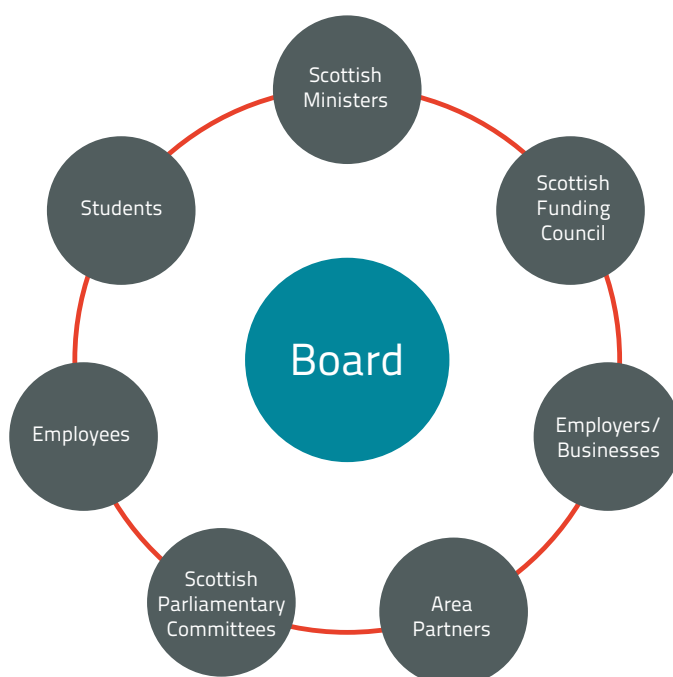 Scottish
Ministers
Scottish
Funding
Council
Employers/
Businesses
Area
Partners
Scottish
Parliamentary
Committees
Employees
Students
Board